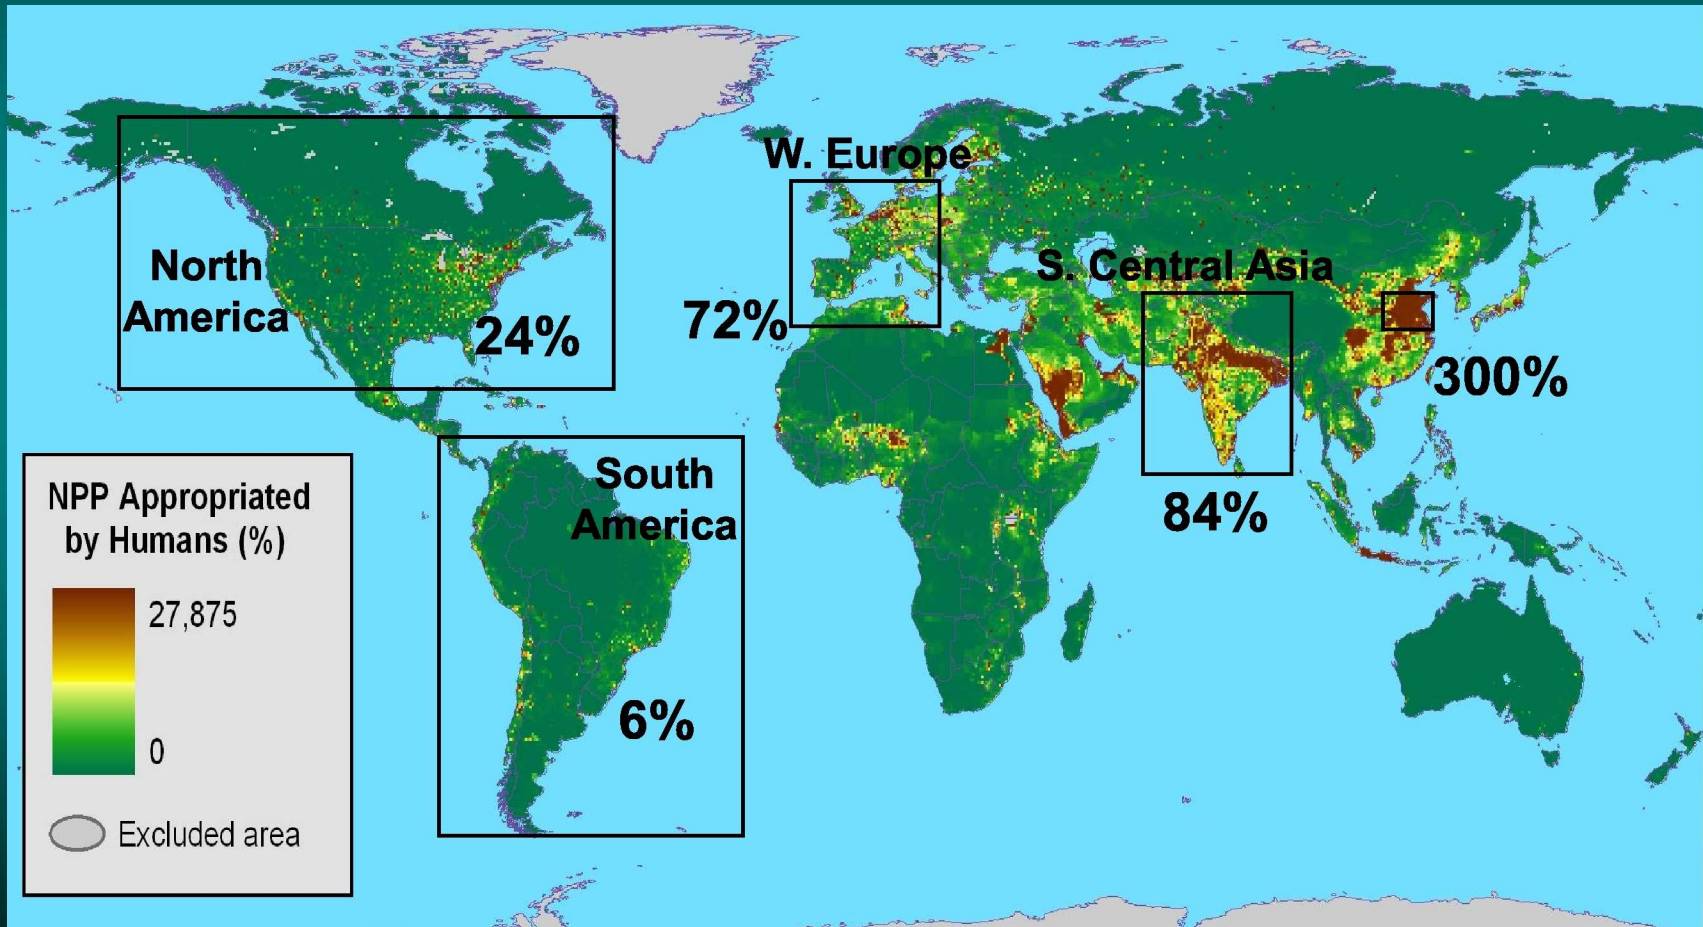 W. Europe
North
America
24%
72%
S. Central Asia
300%
84%
South
America
6%
NPP Appropriated
by Humans (%)
27,875
0
Excluded area